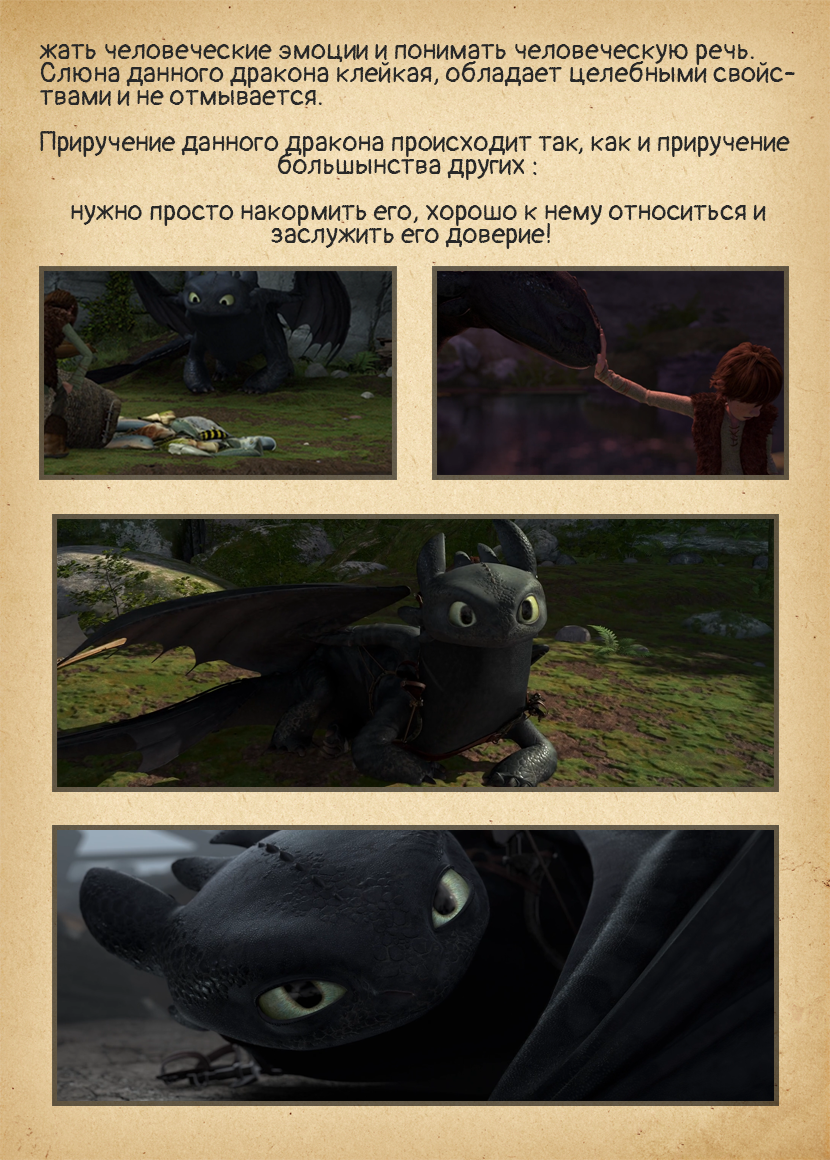 жать человеческие эмоции и понимать человеческую речь.
Слюна данного дракона клейкая, обладает целебными свойс-
твами и не отмывается.
Приручение данного дракона происходит так, как и приручение
большынства других :
нужно просто накормить его, хорошо к нему относиться и
заслужить его доверие!